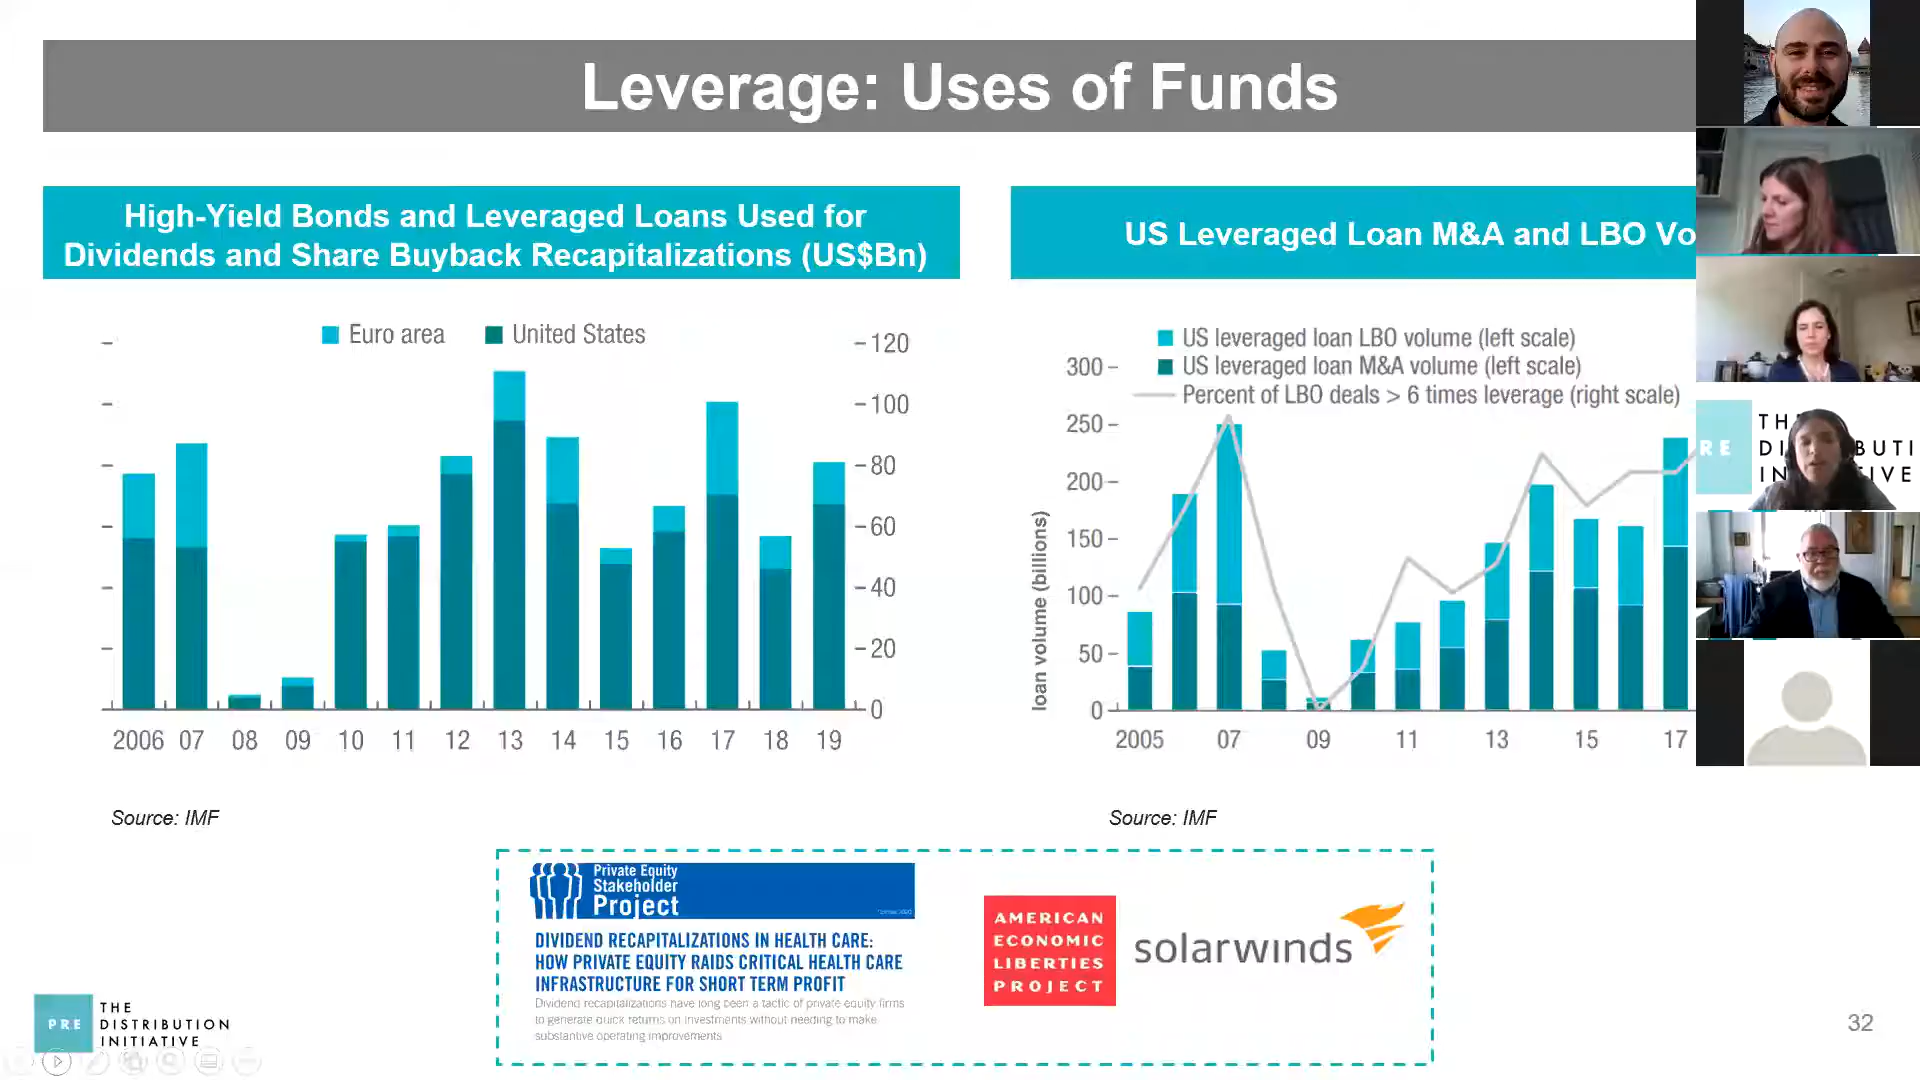 Leverage: Uses of Funds
High-Yield Bonds and Leveraged Loans Used for
Dividends and Share Buyback Recapitalizations (US$Bn)
Euro area
United States
120
100
80
60
40
20
0
2006 07 08 09 10 11 12 13 14 15 16 17 18 19
Source: IMF
US Leveraged Loan M&A and LBO Vo
US leveraged loan LBO volume (left scale)
US leveraged loan M&A volume (left scale)
Percent of LBO deals > 6 times leverage (right scale)
300
250
200
150
100
50
0
loan volume (billions)
2005 07 09 11 13 15 17
Source: IMF
RE
TH
DI BUTI
IN IVE
Private Equity
Stakeholder
Project
DIVIDEND RECAPITALIZATIONS IN HEALTH CARE:
HOW PRIVATE EQUITY RAIDS CRITICAL HEALTH CARE
INFRASTRUCTURE FOR SHORT TERM PROFIT
Dividend recapitalizations have long been a tactic of private equity firms
to generate quick returns on investments without needing to make
substantive operating improvements
AMERICAN
ECONOMIC
LIBERTIES
PROJECT
solarwinds
PRE
THE
DISTRIBUTION
INITIATIVE
32